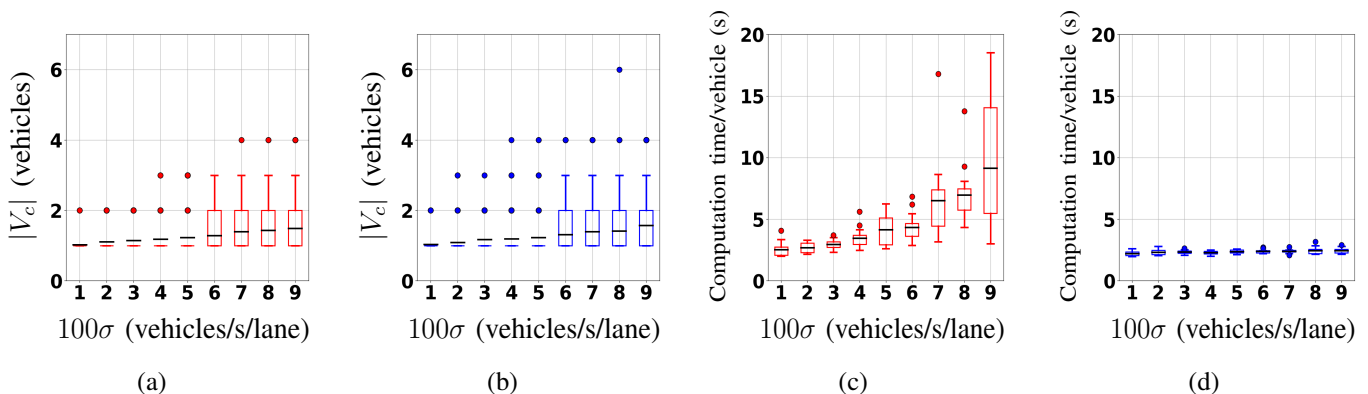 |V_c| (vehicles)
6
4
2
0
1 2 3 4 5 6 7 8 9
100σ (vehicles/s/lane)
(a)
|V_c| (vehicles)
6
4
2
0
1 2 3 4 5 6 7 8 9
100σ (vehicles/s/lane)
(b)
Computation time/vehicle (s)
20
15
10
5
0
1 2 3 4 5 6 7 8 9
100σ (vehicles/s/lane)
(c)
Computation time/vehicle (s)
20
15
10
5
0
1 2 3 4 5 6 7 8 9
100σ (vehicles/s/lane)
(d)